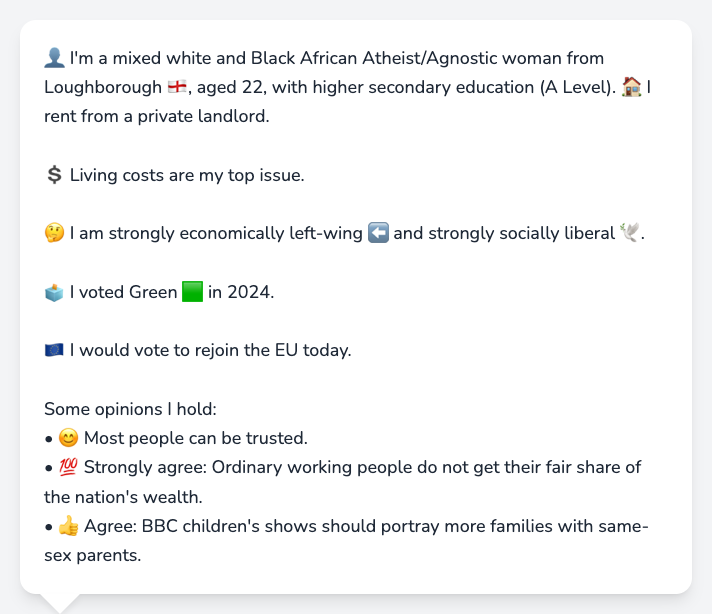 👤 I'm a mixed white and Black African Atheist/Agnostic woman from
Loughborough 🏴󠁧󠁢󠁥󠁮󠁧󠁿, aged 22, with higher secondary education (A Level). 🏠 I
rent from a private landlord.
💲 Living costs are my top issue.
🤔 I am strongly economically left-wing ⬅️ and strongly socially liberal 🕊️.
🗳️ I voted Green 🟩 in 2024.
🇪🇺 I would vote to rejoin the EU today.
Some opinions I hold:
• 😊 Most people can be trusted.
• 💯 Strongly agree: Ordinary working people do not get their fair share of
the nation's wealth.
• 👍 Agree: BBC children's shows should portray more families with same-
sex parents.